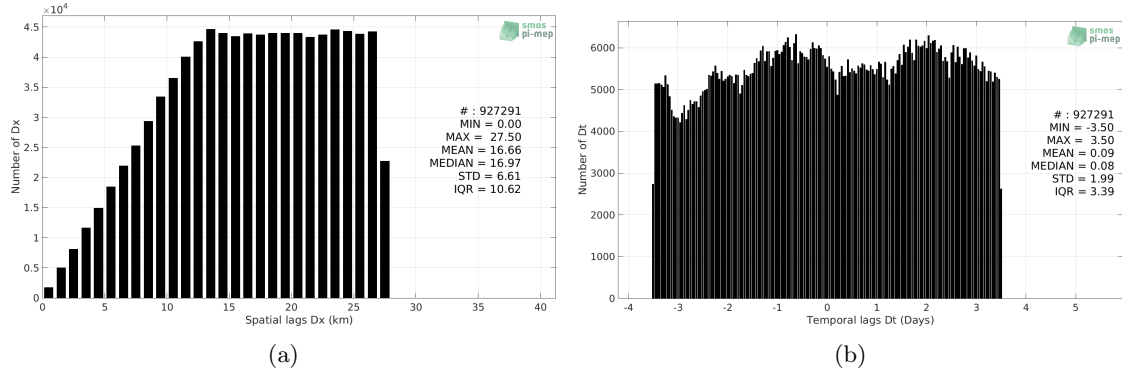 ×10⁴
4.5
4
3.5
3
2.5
2
1.5
1
0.5
0
Number of Dx
0 5 10 15 20 25 30 35 40
Spatial lags Dx (km)
smos
pi-mep
# : 927291
MIN = 0.00
MAX = 27.50
MEAN = 16.66
MEDIAN = 16.97
STD = 6.61
IQR = 10.62
(a)
6000
5000
4000
3000
2000
1000
0
Number of Dt
-4 -3 -2 -1 0 1 2 3 4 5
Temporal lags Dt (Days)
smos
pi-mep
# : 927291
MIN = -3.50
MAX = 3.50
MEAN = 0.09
MEDIAN = 0.08
STD = 1.99
IQR = 3.39
(b)